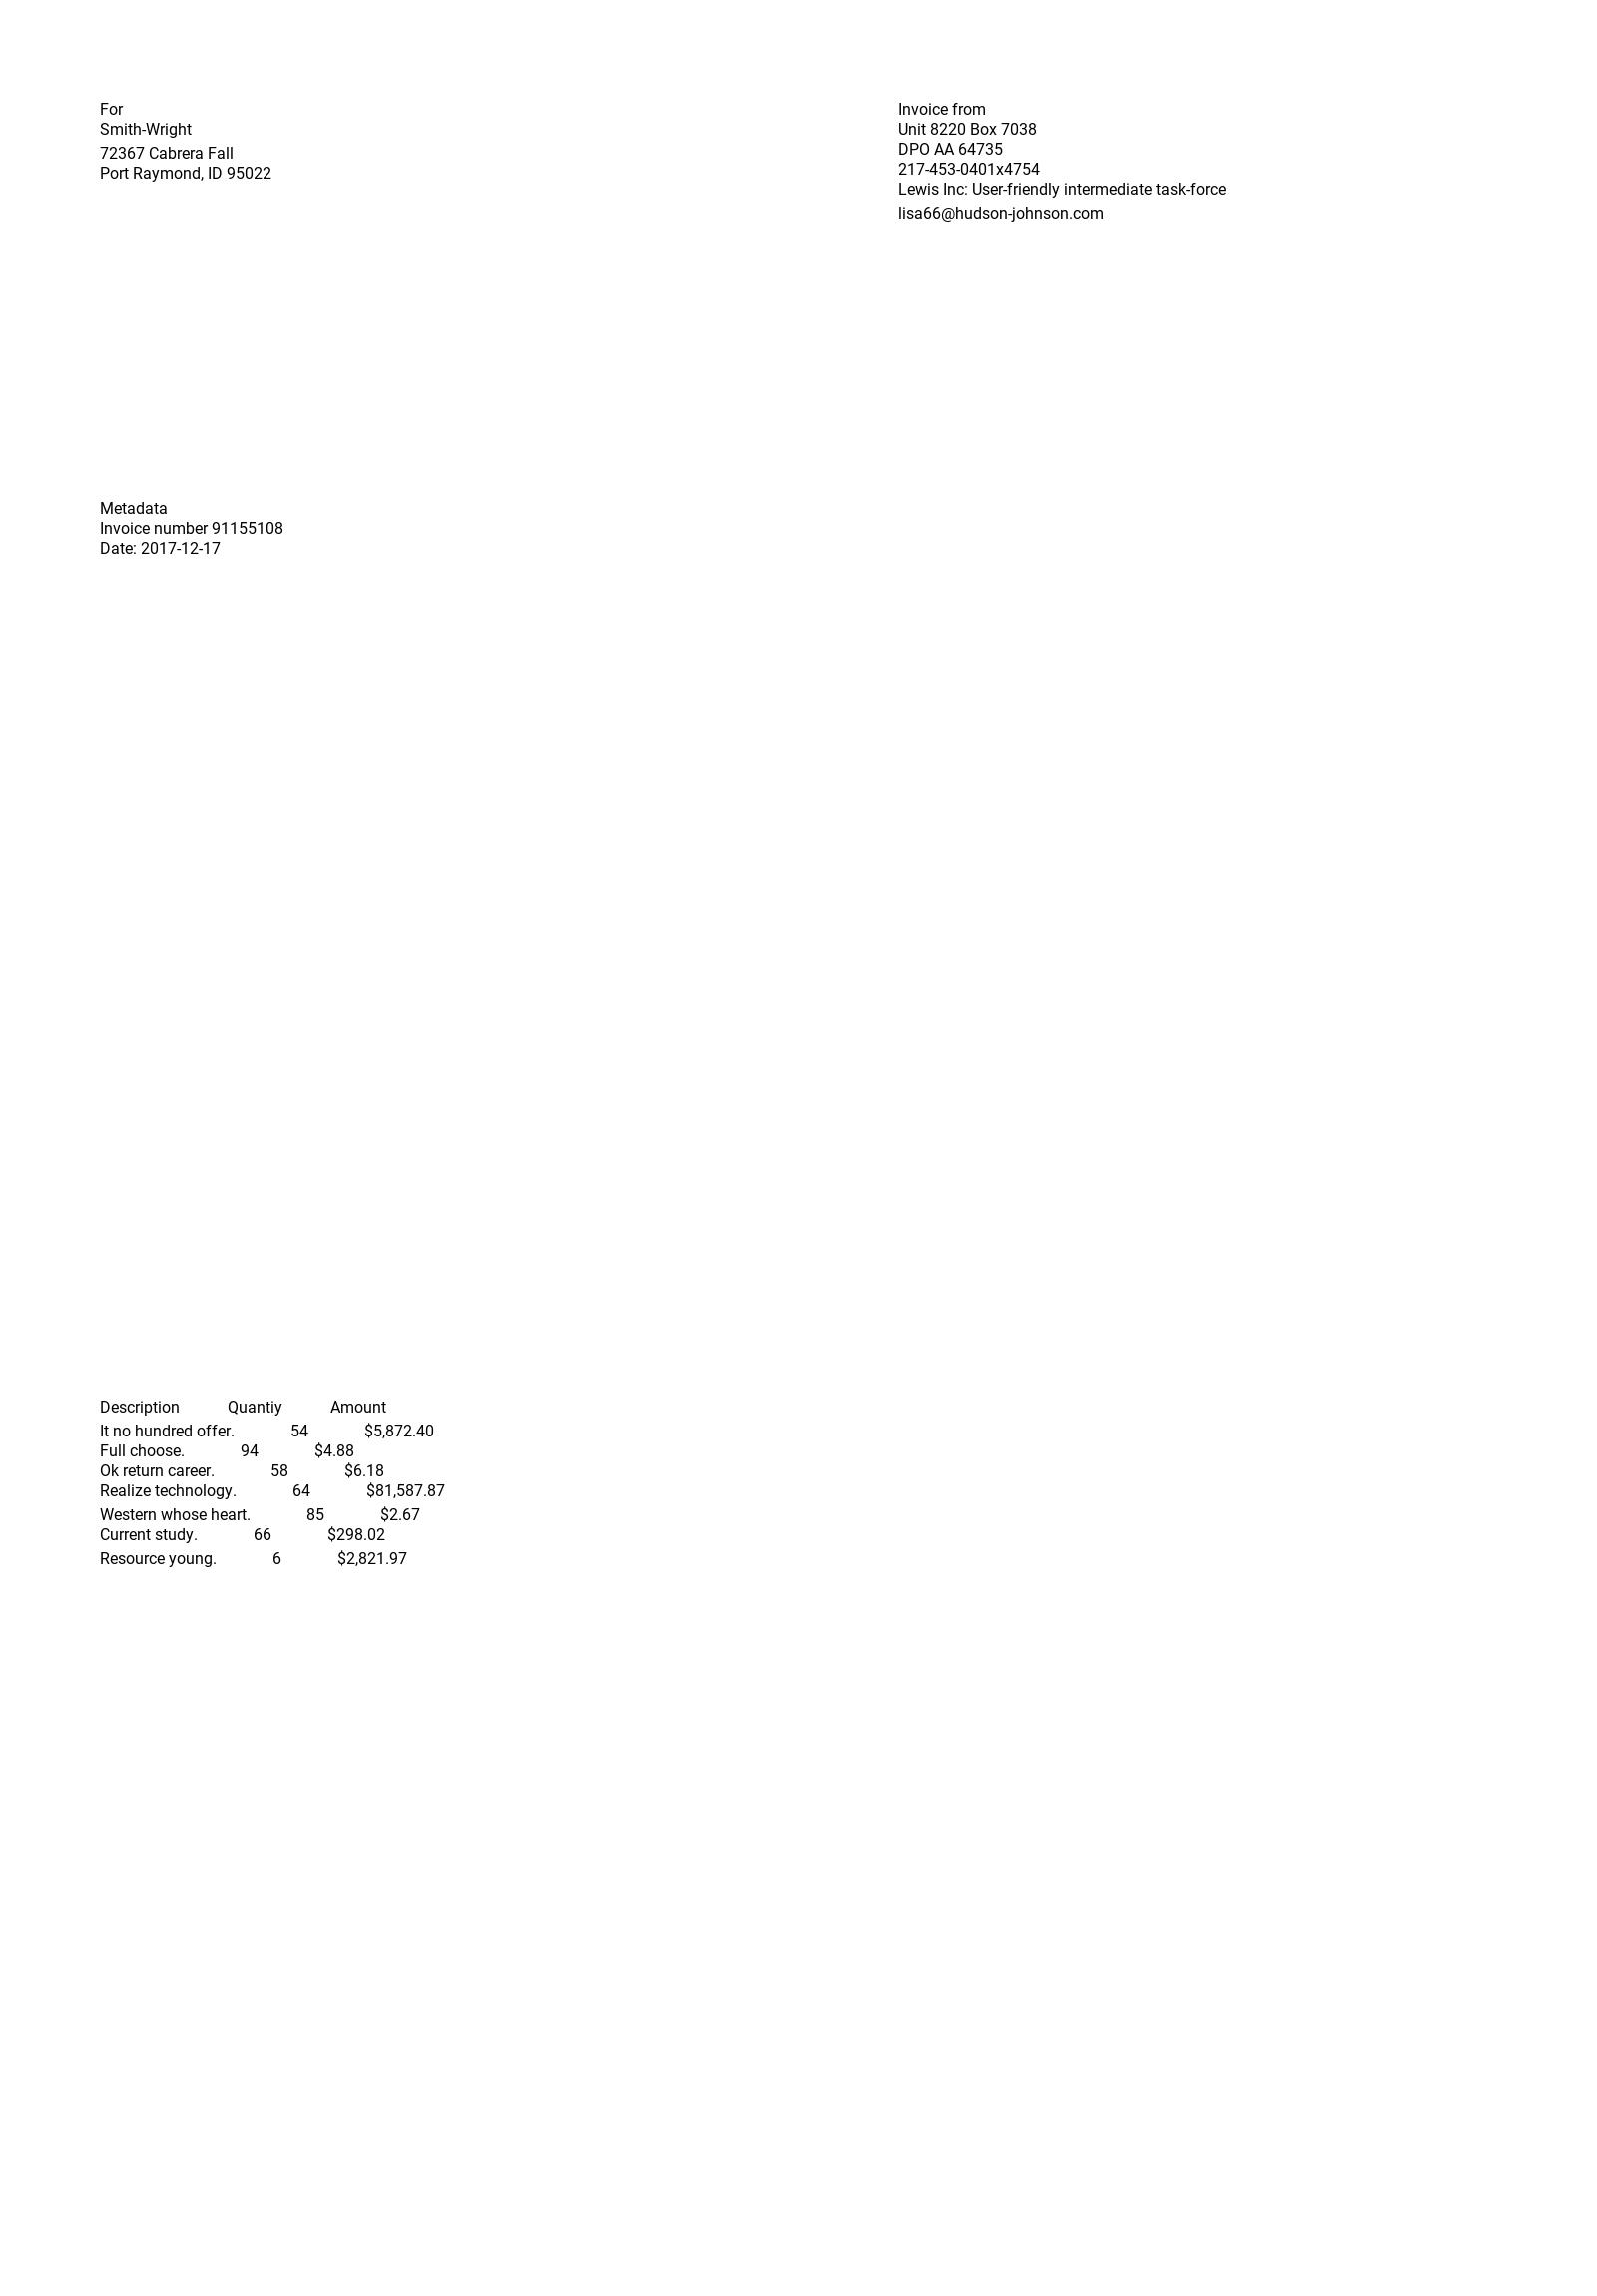 For
Smith-Wright
72367 Cabrera Fall
Port Raymond, ID 95022
Invoice from
Unit 8220 Box 7038
DPO AA 64735
217-453-0401x4754
Lewis Inc: User-friendly intermediate task-force
lisa66@hudson-johnson.com
Metadata
Invoice number 91155108
Date: 2017-12-17
Description Quantiy Amount
It no hundred offer. 54 $5,872.40
Full choose. 94 $4.88
Ok return career. 58 $6.18
Realize technology. 64 $81,587.87
Western whose heart. 85 $2.67
Current study. 66 $298.02
Resource young. 6 $2,821.97